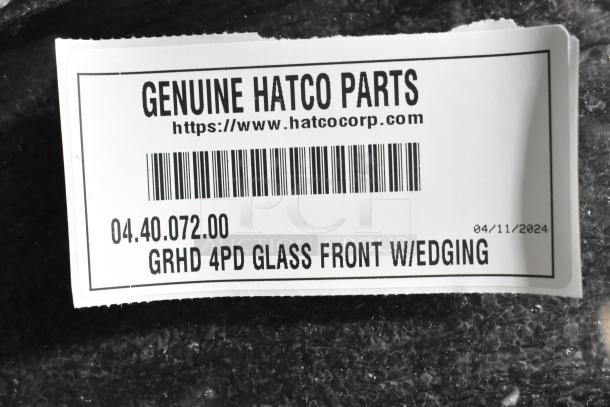 GENUINE HATCO PARTS
https://www.hatcocorp.com
04.40.072.00
04/11/2024
GRHD 4PD GLASS FRONT W/EDGING